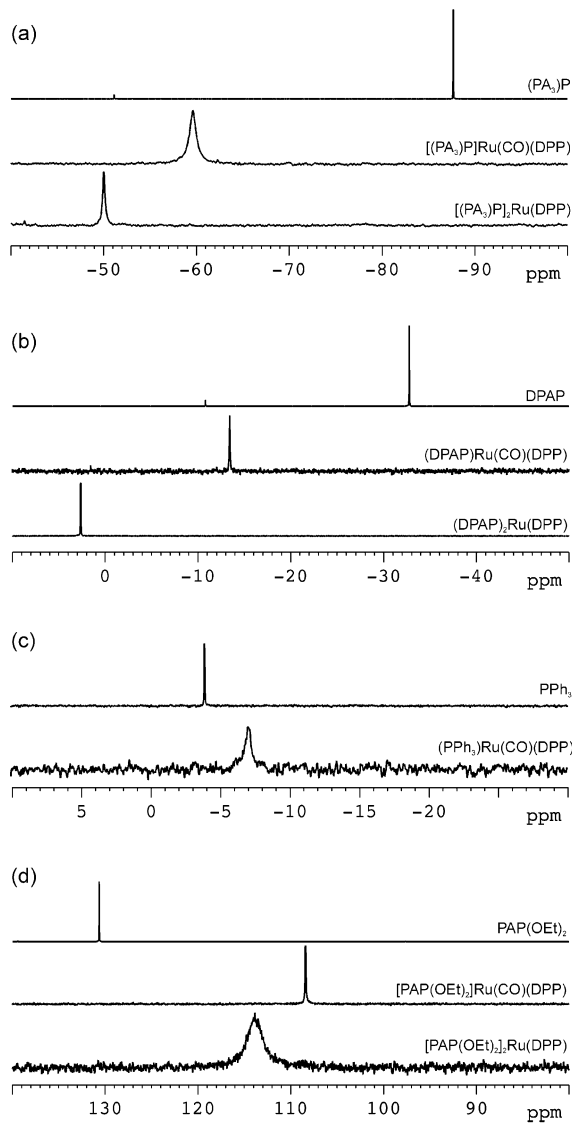 (a)
(PA₃)P
[(PA₃)P]Ru(CO)(DPP)
[(PA₃)P]₂Ru(DPP)
−50 −60 −70 −80 −90 ppm
(b)
DPAP
(DPAP)Ru(CO)(DPP)
(DPAP)₂Ru(DPP)
0 −10 −20 −30 −40 ppm
(c)
PPh₃
(PPh₃)Ru(CO)(DPP)
5 0 −5 −10 −15 −20 ppm
(d)
PAP(OEt)₂
[PAP(OEt)₂]Ru(CO)(DPP)
[PAP(OEt)₂]₂Ru(DPP)
130 120 110 100 90 ppm